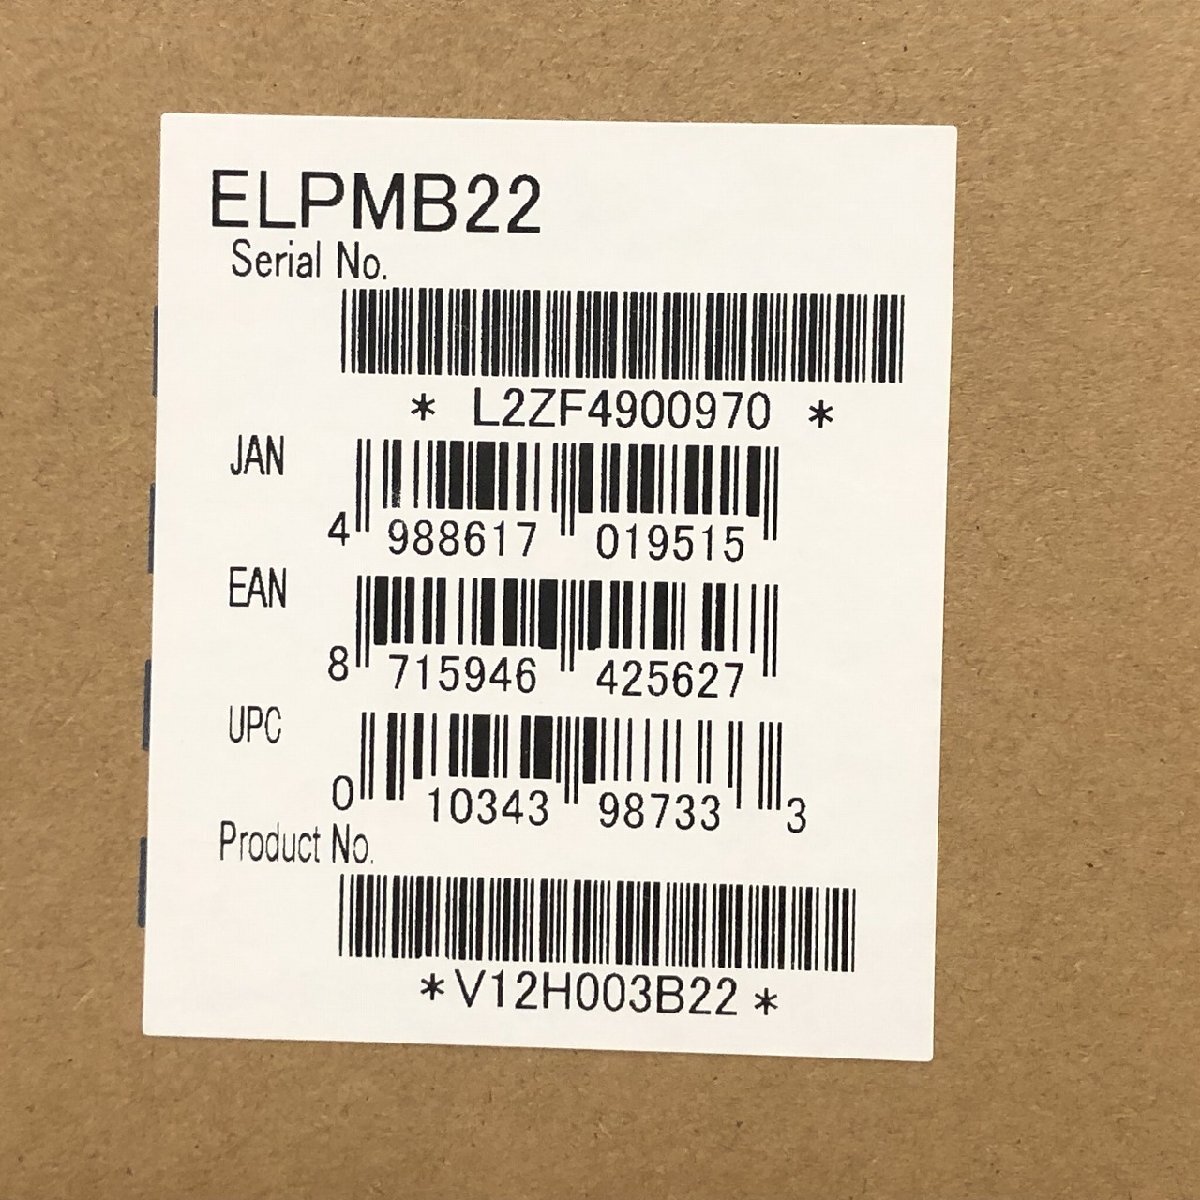 ELPMB22
Serial No.
* L2ZF4900970 *
JAN
4 988617 019515
EAN
8 715946 425627
UPC
0 10343 98733 3
Product No.
*V12H003B22*